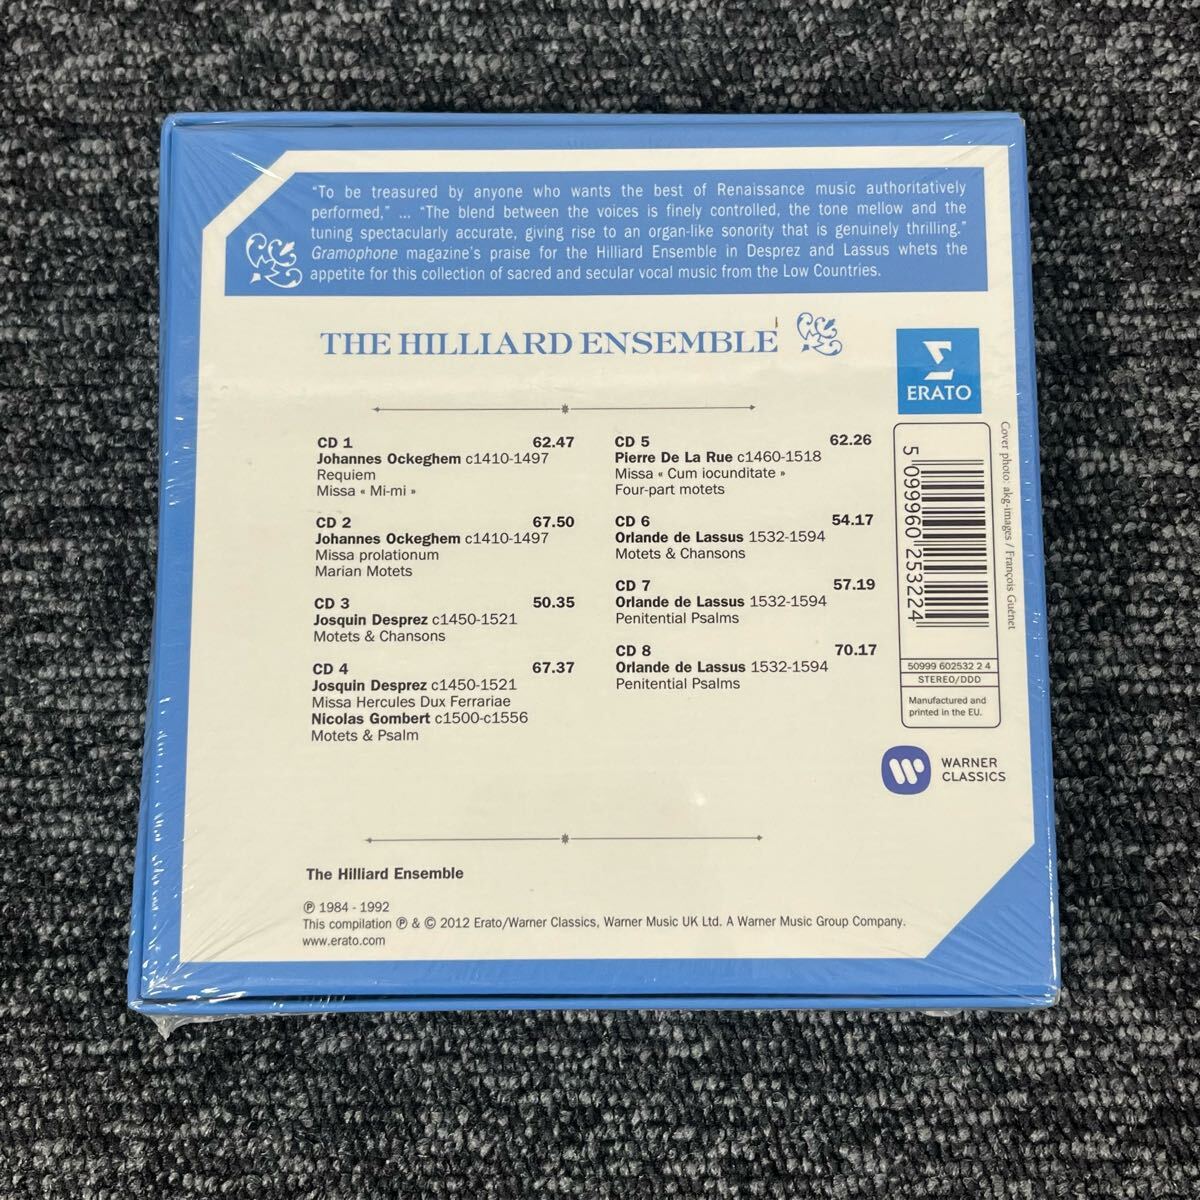 “To be treasured by anyone who wants the best of Renaissance music authoritatively
performed,” ... “The blend between the voices is finely controlled, the tone mellow and the
tuning spectacularly accurate, giving rise to an organ-like sonority that is genuinely thrilling.”
Gramophone magazine's praise for the Hilliard Ensemble in Desprez and Lassus whets the
appetite for this collection of sacred and secular vocal music from the Low Countries.
THE HILLIARD ENSEMBLE
ERATO
CD 1 62.47
Johannes Ockeghem c1410-1497
Requiem
Missa « Mi-mi »
CD 2 67.50
Johannes Ockeghem c1410-1497
Missa prolationum
Marian Motets
CD 3 50.35
Josquin Desprez c1450-1521
Motets & Chansons
CD 4 67.37
Josquin Desprez c1450-1521
Missa Hercules Dux Ferrariae
Nicolas Gombert c1500-c1556
Motets & Psalm
CD 5 62.26
Pierre De La Rue c1460-1518
Missa « Cum iocunditate »
Four-part motets
CD 6 54.17
Orlande de Lassus 1532-1594
Motets & Chansons
CD 7 57.19
Orlande de Lassus 1532-1594
Penitential Psalms
CD 8 70.17
Orlande de Lassus 1532-1594
Penitential Psalms
Cover photo: akg-images / François Guénet
5 099960 253224
50999 602532 2 4
STEREO/DDD
Manufactured and
printed in the EU.
WARNER
CLASSICS
The Hilliard Ensemble
℗ 1984 - 1992
This compilation ℗ & © 2012 Erato/Warner Classics, Warner Music UK Ltd. A Warner Music Group Company.
www.erato.com